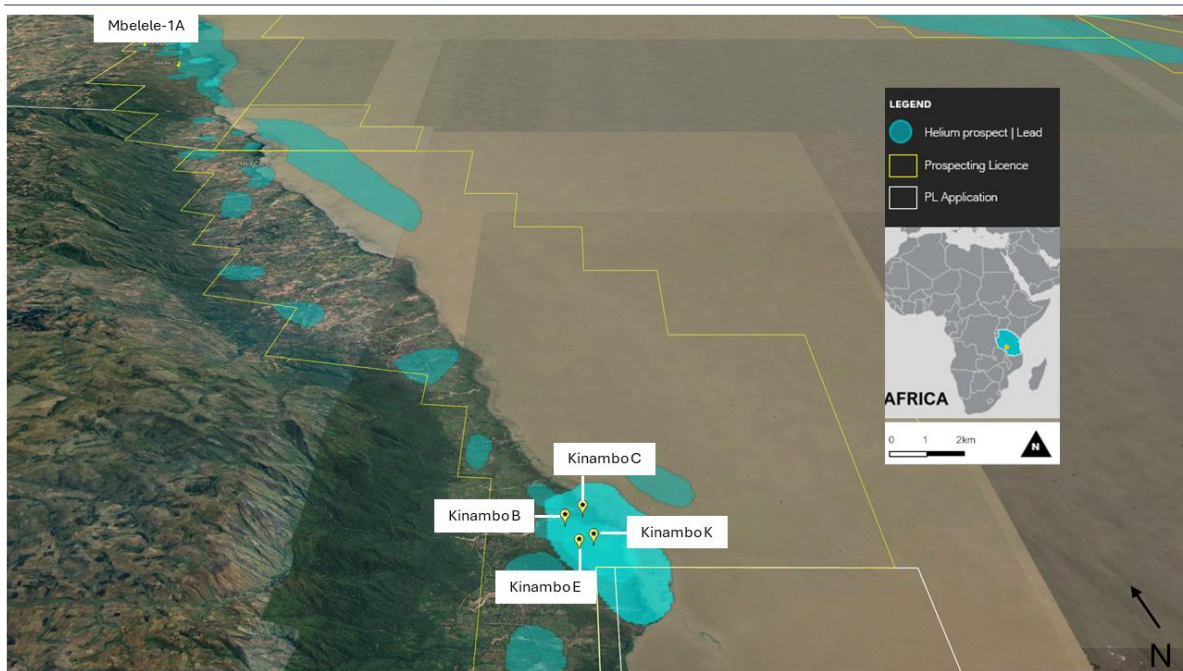 Mbelele-1A
LEGEND
Helium prospect | Lead
Prospecting Licence
PL Application
AFRICA
0 1 2km
N
Kinambo C
Kinambo B
Kinambo K
Kinambo E
N